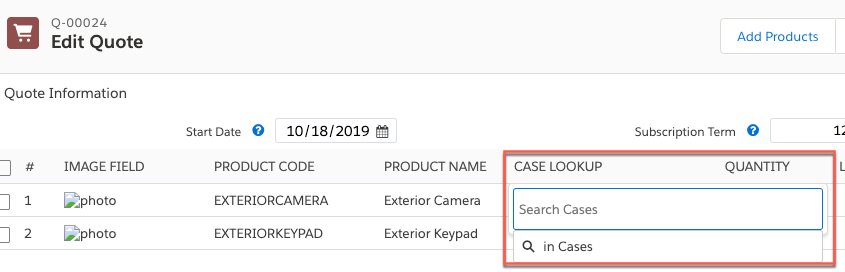 Q-00024
Edit Quote
Add Products
Quote Information
Start Date ? 10/18/2019 Subscription Term ? 12
# IMAGE FIELD PRODUCT CODE PRODUCT NAME CASE LOOKUP QUANTITY L
1 photo EXTERIORCAMERA Exterior Camera Search Cases
2 photo EXTERIORKEYPAD Exterior Keypad in Cases